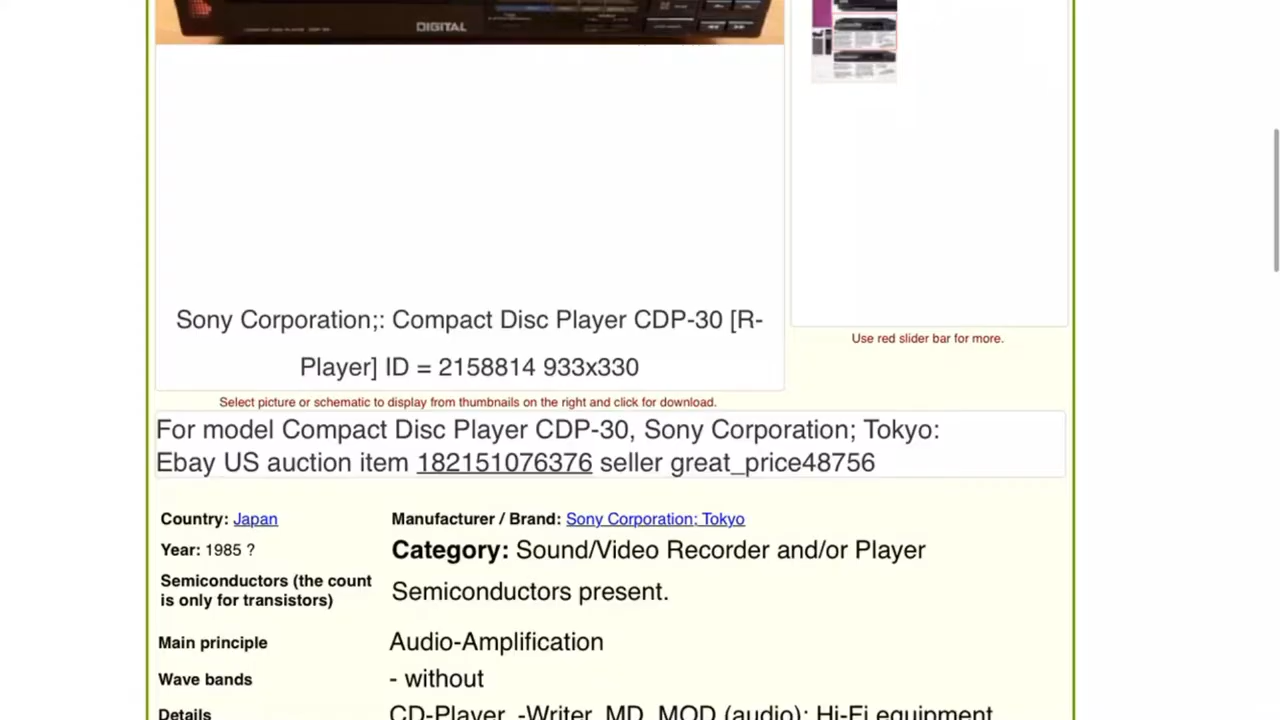 DIGITAL
Sony Corporation;: Compact Disc Player CDP-30 [R-
Player] ID = 2158814 933x330
Use red slider bar for more.
Select picture or schematic to display from thumbnails on the right and click for download.
For model Compact Disc Player CDP-30, Sony Corporation; Tokyo:
Ebay US auction item 182151076376 seller great_price48756
Country: Japan
Manufacturer / Brand: Sony Corporation; Tokyo
Year: 1985 ?
Category: Sound/Video Recorder and/or Player
Semiconductors (the count
is only for transistors)
Semiconductors present.
Main principle
Audio-Amplification
Wave bands
- without
Details
CD-Player, -Writer, MD, MOD (audio); Hi-Fi equipment